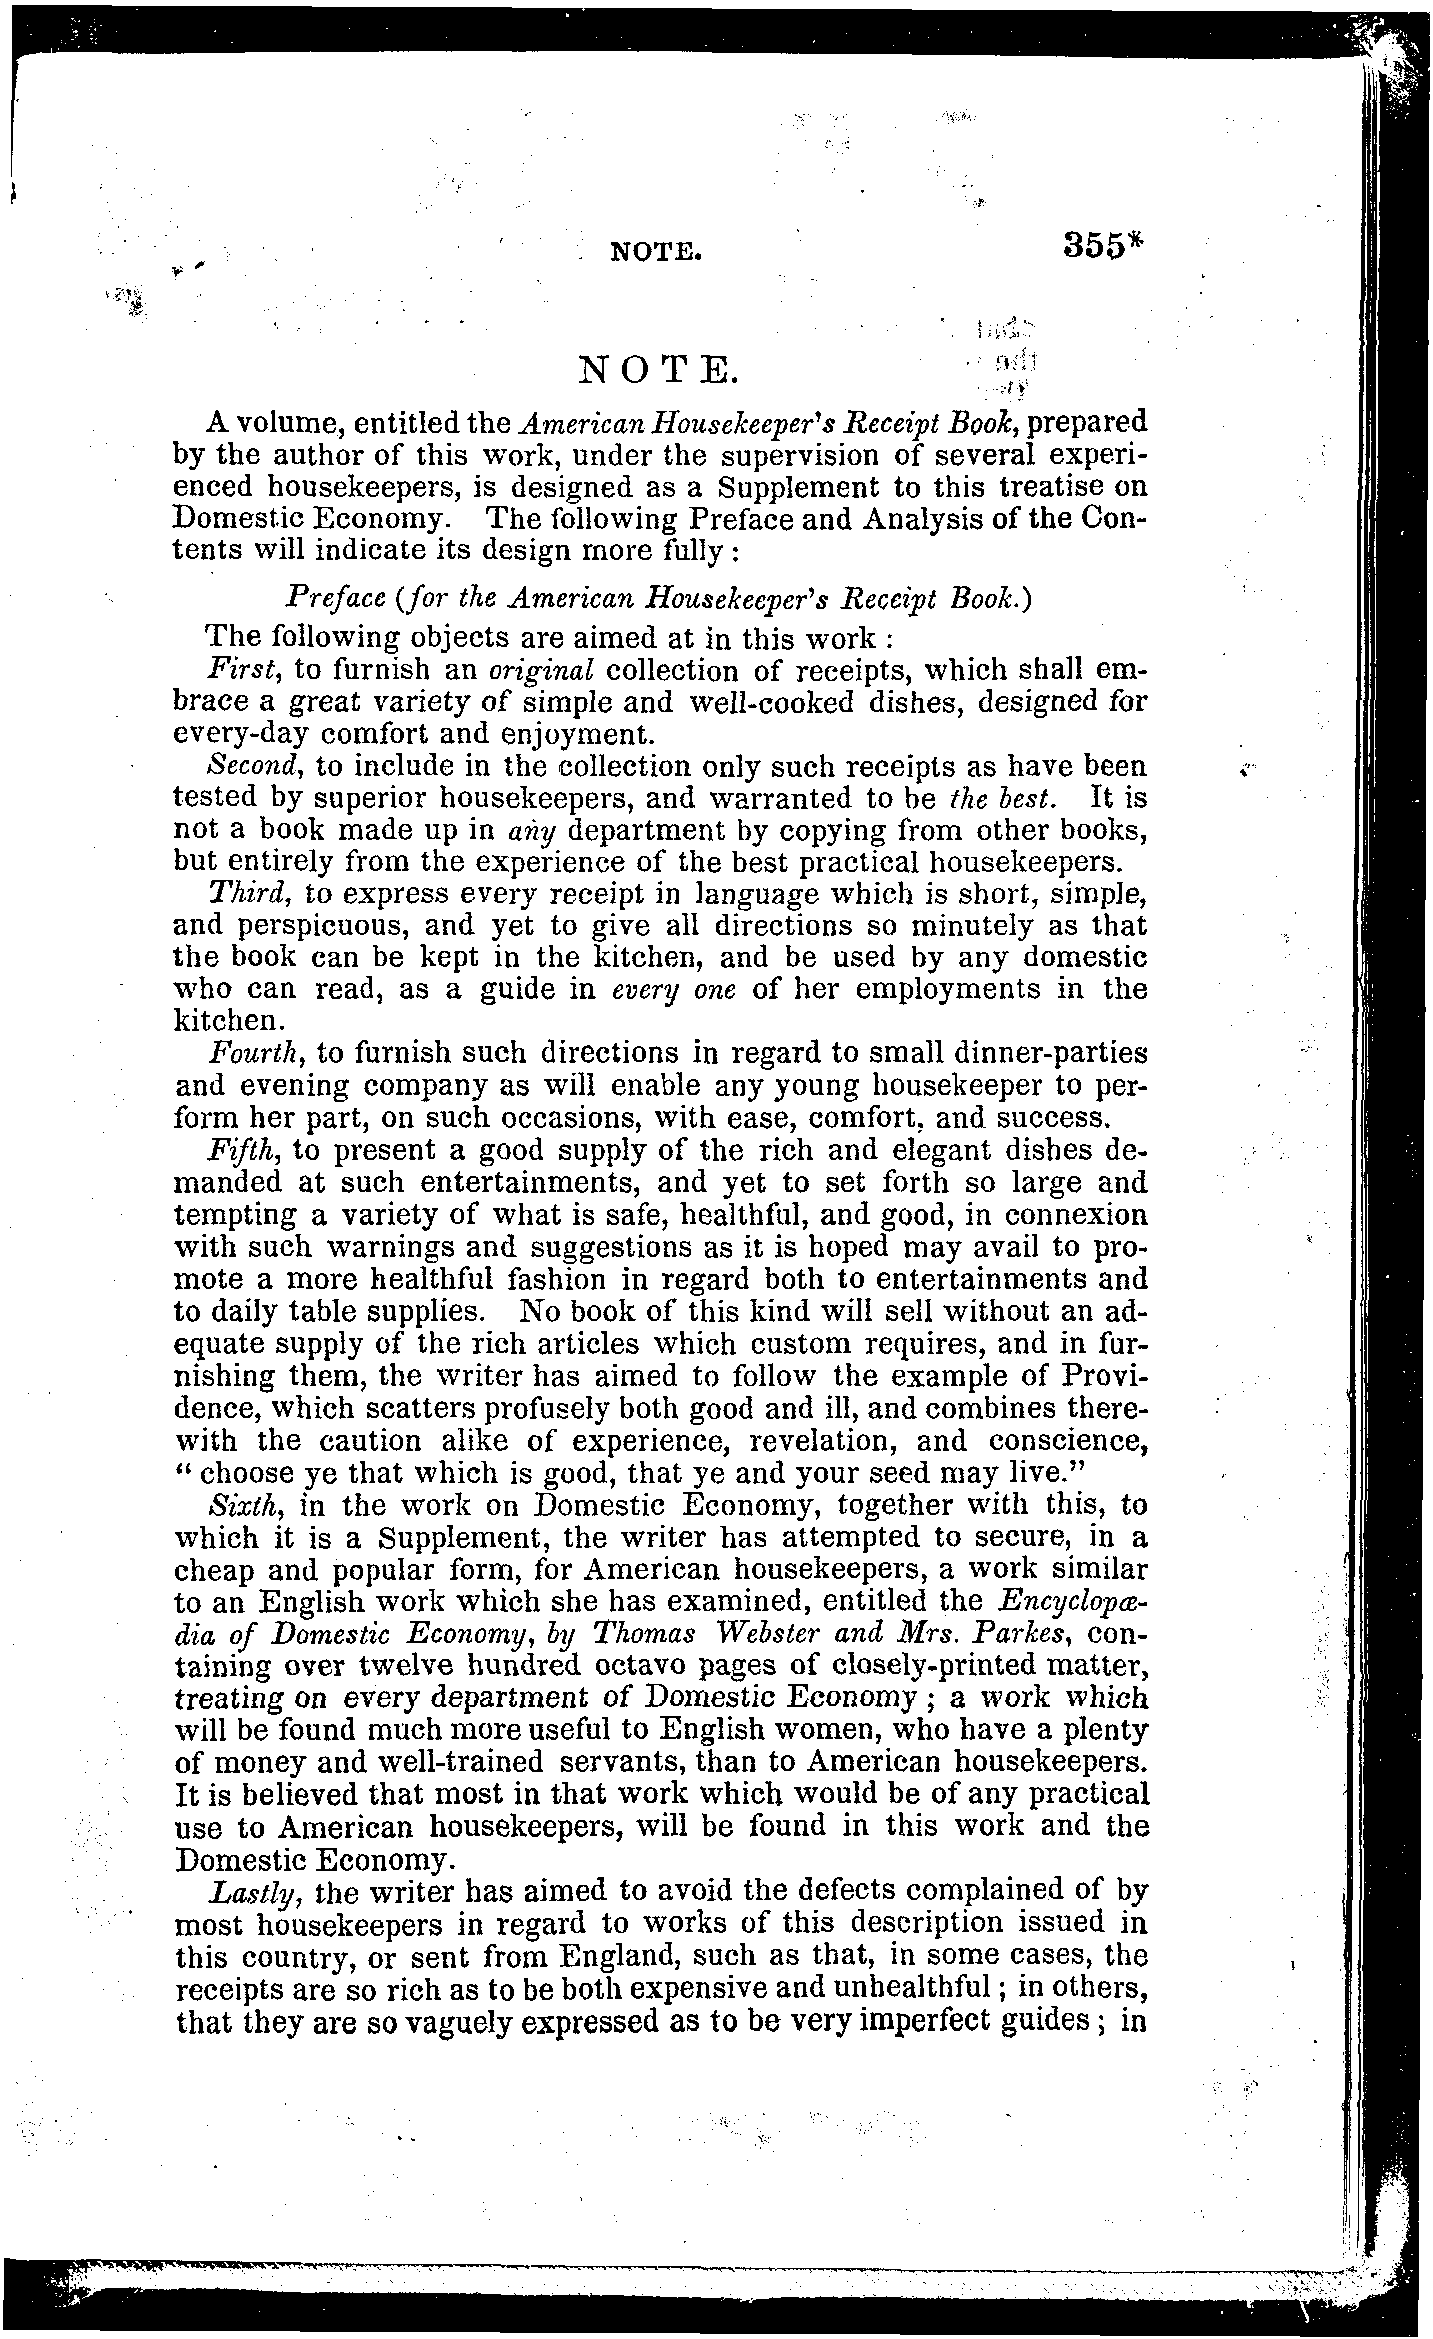 NOTE. 355*
NOTE.
A volume, entitled the American Housekeeper's Receipt Book, prepared
by the author of this work, under the supervision of several experi-
enced housekeepers, is designed as a Supplement to this treatise on
Domestic Economy. The following Preface and Analysis of the Con-
tents will indicate its design more fully :
Preface (for the American Housekeeper's Receipt Book.)
The following objects are aimed at in this work :
First, to furnish an original collection of receipts, which shall em-
brace a great variety of simple and well-cooked dishes, designed for
every-day comfort and enjoyment.
Second, to include in the collection only such receipts as have been
tested by superior housekeepers, and warranted to be the best. It is
not a book made up in any department by copying from other books,
but entirely from the experience of the best practical housekeepers.
Third, to express every receipt in language which is short, simple,
and perspicuous, and yet to give all directions so minutely as that
the book can be kept in the kitchen, and be used by any domestic
who can read, as a guide in every one of her employments in the
kitchen.
Fourth, to furnish such directions in regard to small dinner-parties
and evening company as will enable any young housekeeper to per-
form her part, on such occasions, with ease, comfort, and success.
Fifth, to present a good supply of the rich and elegant dishes de-
manded at such entertainments, and yet to set forth so large and
tempting a variety of what is safe, healthful, and good, in connexion
with such warnings and suggestions as it is hoped may avail to pro-
mote a more healthful fashion in regard both to entertainments and
to daily table supplies. No book of this kind will sell without an ad-
equate supply of the rich articles which custom requires, and in fur-
nishing them, the writer has aimed to follow the example of Provi-
dence, which scatters profusely both good and ill, and combines there-
with the caution alike of experience, revelation, and conscience,
" choose ye that which is good, that ye and your seed may live."
Sixth, in the work on Domestic Economy, together with this, to
which it is a Supplement, the writer has attempted to secure, in a
cheap and popular form, for American housekeepers, a work similar
to an English work which she has examined, entitled the Encyclopæ-
dia of Domestic Economy, by Thomas Webster and Mrs. Parkes, con-
taining over twelve hundred octavo pages of closely-printed matter,
treating on every department of Domestic Economy ; a work which
will be found much more useful to English women, who have a plenty
of money and well-trained servants, than to American housekeepers.
It is believed that most in that work which would be of any practical
use to American housekeepers, will be found in this work and the
Domestic Economy.
Lastly, the writer has aimed to avoid the defects complained of by
most housekeepers in regard to works of this description issued in
this country, or sent from England, such as that, in some cases, the
receipts are so rich as to be both expensive and unhealthful ; in others,
that they are so vaguely expressed as to be very imperfect guides ; in